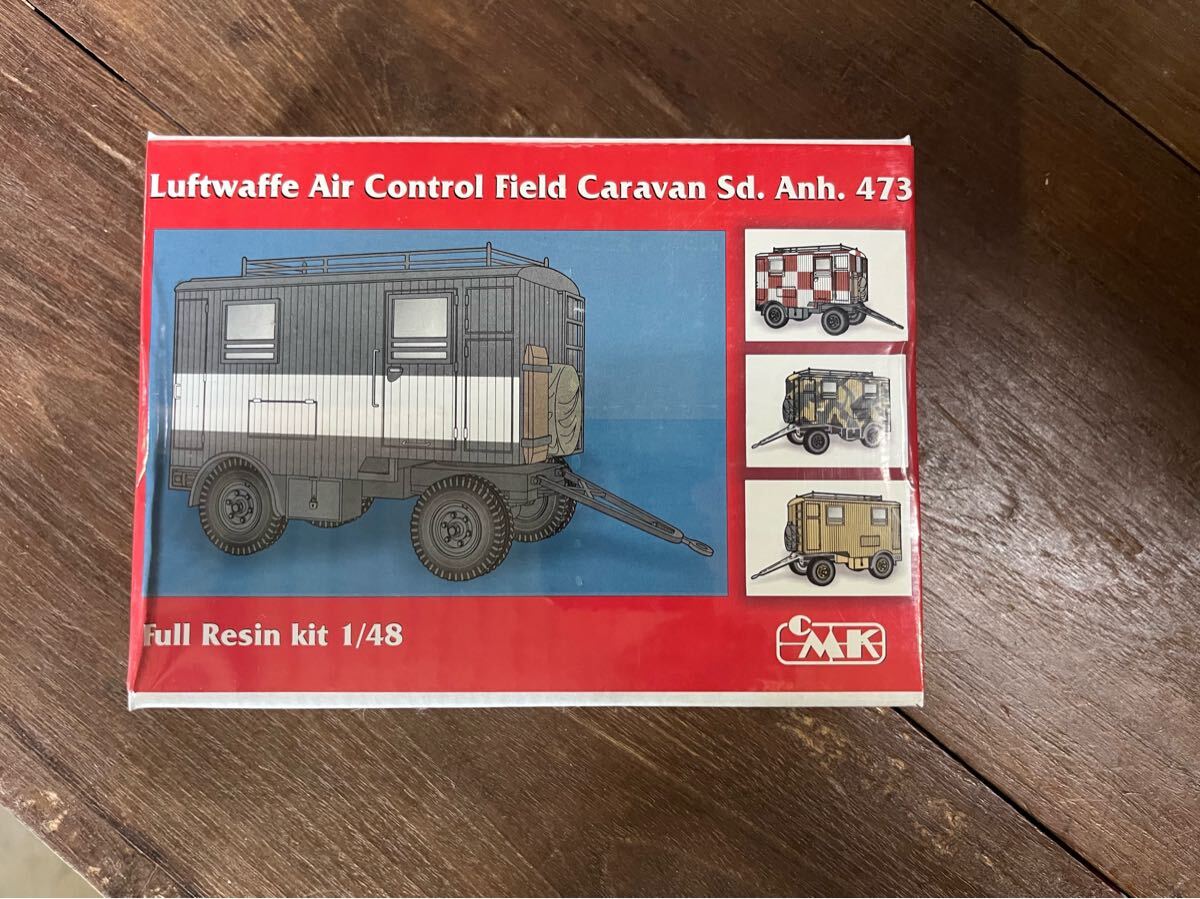 Luftwaffe Air Control Field Caravan Sd. Anh. 473
Full Resin kit 1/48
CMK